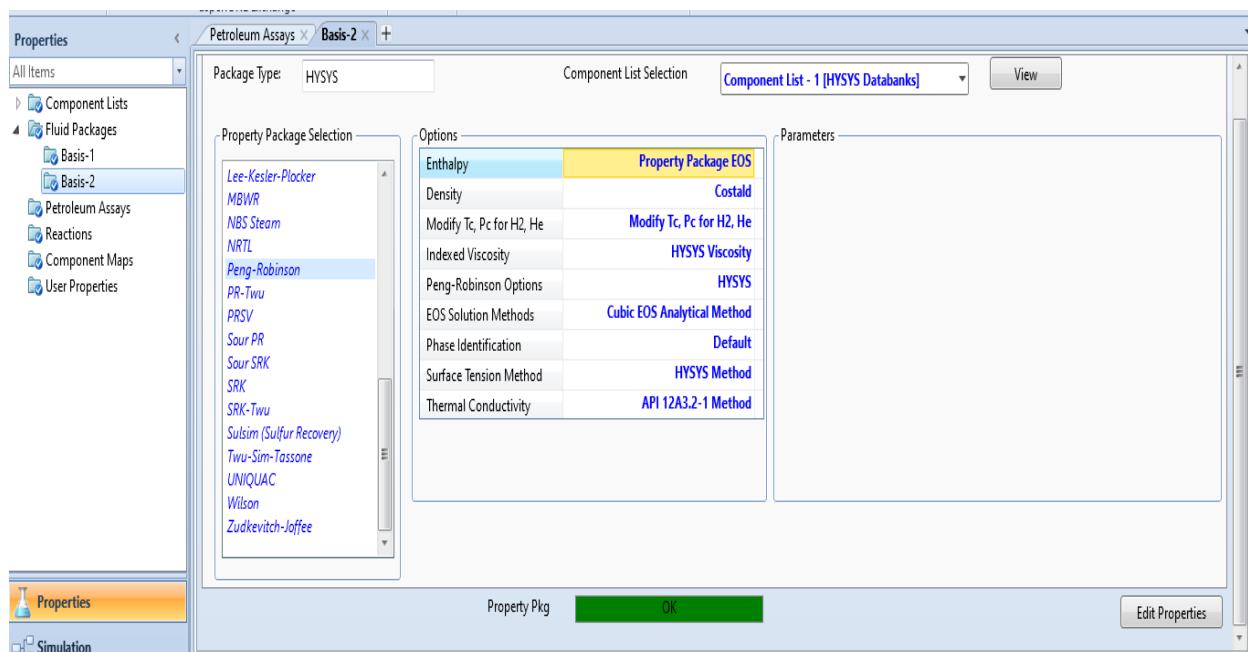 Properties
All Items
Component Lists
Fluid Packages
Basis-1
Basis-2
Petroleum Assays
Reactions
Component Maps
User Properties
Properties
Simulation
Petroleum Assays Basis-2
Package Type: HYSYS Component List Selection Component List - 1 [HYSYS Databanks] View
Property Package Selection
Lee-Kesler-Plocker
MBWR
NBS Steam
NRTL
Peng-Robinson
PR-Twu
PRSV
Sour PR
Sour SRK
SRK
SRK-Twu
Sulsim (Sulfur Recovery)
Twu-Sim-Tassone
UNIQUAC
Wilson
Zudkevitch-Joffee
Options
Enthalpy Property Package EOS
Density Costald
Modify Tc, Pc for H2, He Modify Tc, Pc for H2, He
Indexed Viscosity HYSYS Viscosity
Peng-Robinson Options HYSYS
EOS Solution Methods Cubic EOS Analytical Method
Phase Identification Default
Surface Tension Method HYSYS Method
Thermal Conductivity API 12A3.2-1 Method
Parameters
Property Pkg OK
Edit Properties